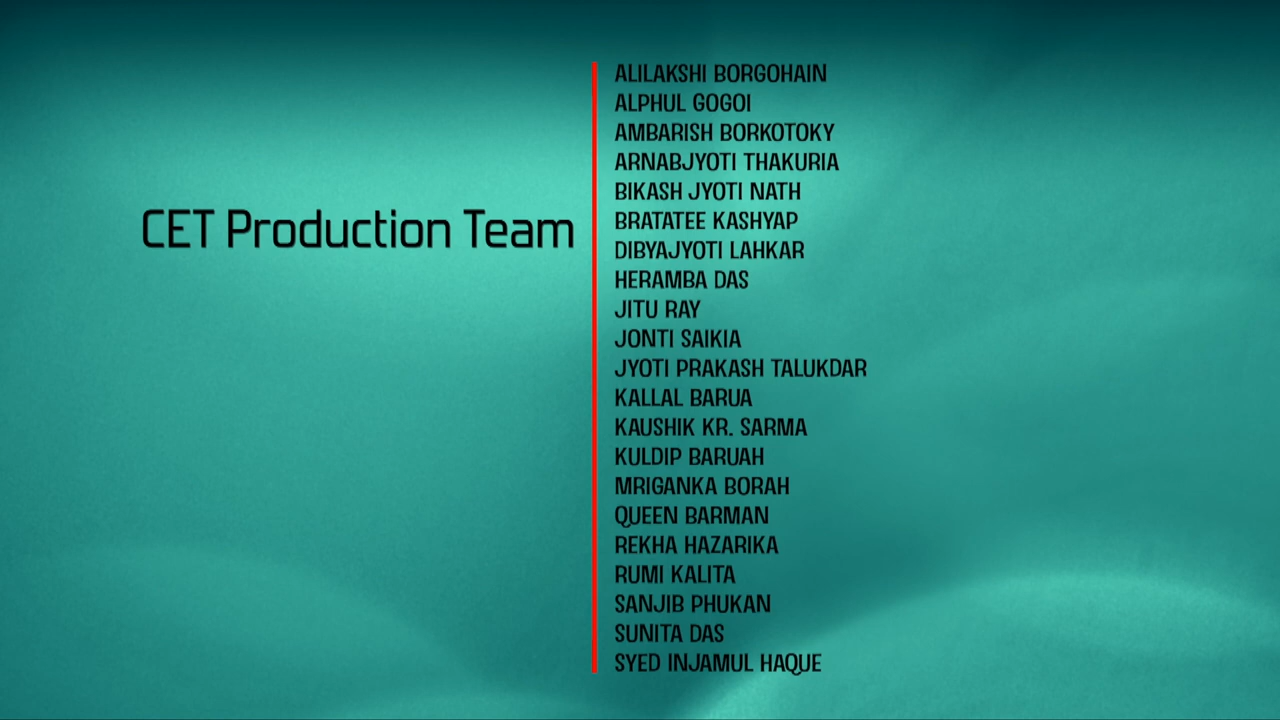 CET Production Team
ALILAKSHI BORGOHAIN
ALPHUL GOGOI
AMBARISH BORKOTOKY
ARNABJYOTI THAKURIA
BIKASH JYOTI NATH
BRATATEE KASHYAP
DIBYAJYOTI LAHKAR
HERAMBA DAS
JITU RAY
JONTI SAIKIA
JYOTI PRAKASH TALUKDAR
KALLAL BARUA
KAUSHIK KR. SARMA
KULDIP BARUAH
MRIGANKA BORAH
QUEEN BARMAN
REKHA HAZARIKA
RUMI KALITA
SANJIB PHUKAN
SUNITA DAS
SYED INJAMUL HAQUE